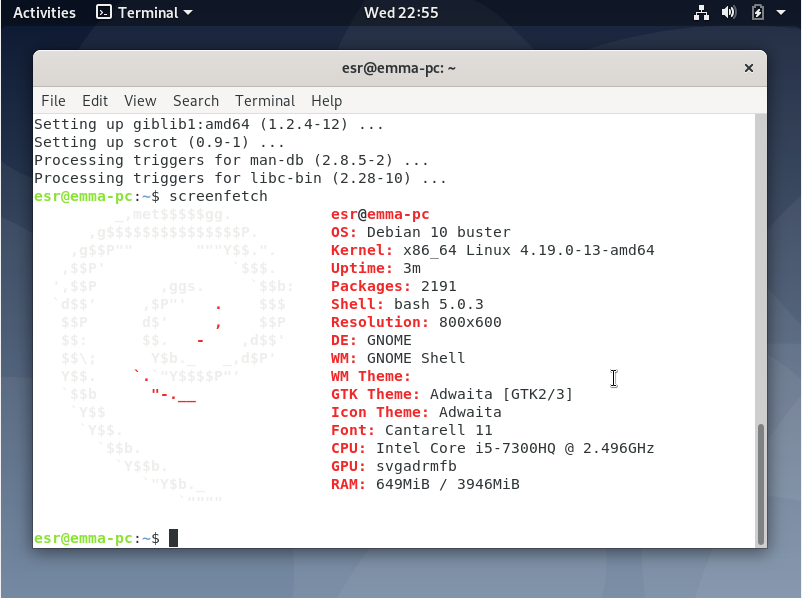 Activities Terminal Wed 22:55
esr@emma-pc: ~ ×
File Edit View Search Terminal Help
Setting up giblib1:amd64 (1.2.4-12) ...
Setting up scrot (0.9-1) ...
Processing triggers for man-db (2.8.5-2) ...
Processing triggers for libc-bin (2.28-10) ...
esr@emma-pc:~$ screenfetch
_,met$$$$$gg. esr@emma-pc
,g$$$$$$$$$$$$$$$P. OS: Debian 10 buster
,g$$P"" """Y$$.". Kernel: x86_64 Linux 4.19.0-13-amd64
,$$P' `$$$. Uptime: 3m
',$$P ,ggs. `$$b: Packages: 2191
`d$$' ,$P"' . $$$ Shell: bash 5.0.3
$$P d$' , $$P Resolution: 800x600
$$: $$. - ,d$$' DE: GNOME
$$\; Y$b._ _,d$P' WM: GNOME Shell
Y$$. `.`"Y$$$$P"' WM Theme:
`$$b "-.__ GTK Theme: Adwaita [GTK2/3]
`Y$$ Icon Theme: Adwaita
`Y$$. Font: Cantarell 11
`$$b. CPU: Intel Core i5-7300HQ @ 2.496GHz
`Y$$b. GPU: svgadrmfb
`"Y$b._ RAM: 649MiB / 3946MiB
`""""
esr@emma-pc:~$